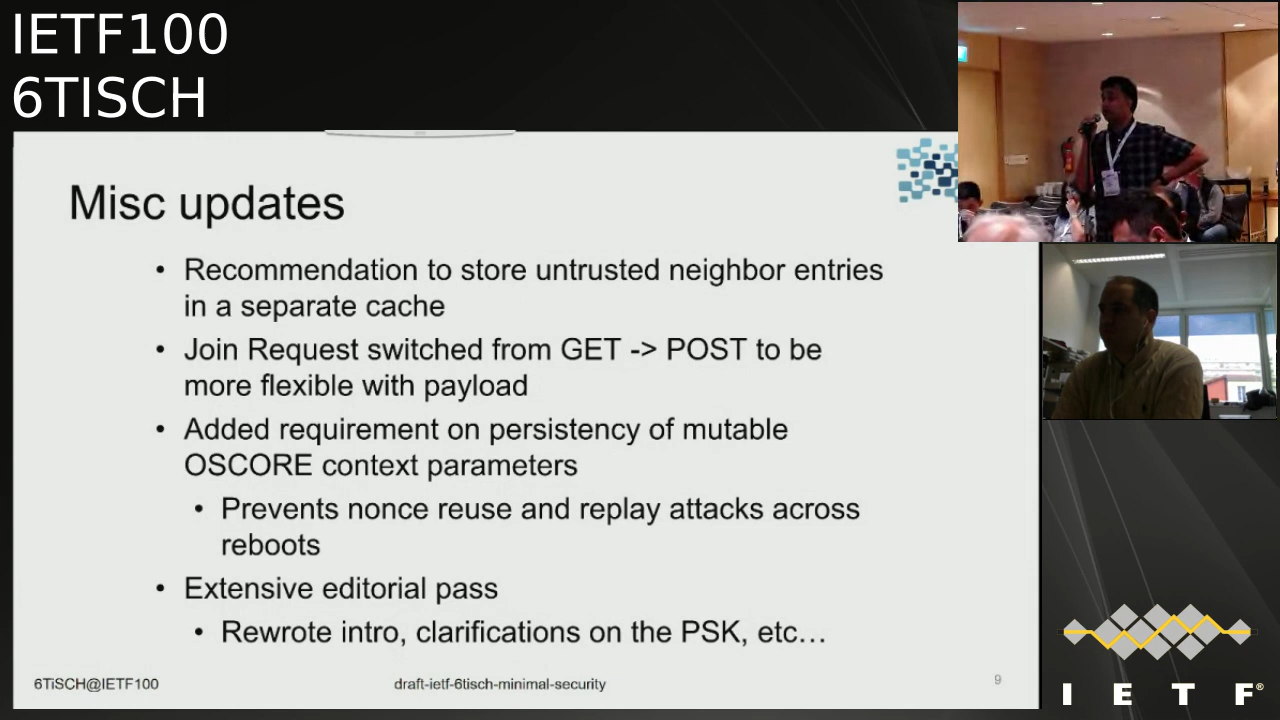 IETF100
6TISCH
Misc updates
• Recommendation to store untrusted neighbor entries
in a separate cache
• Join Request switched from GET -> POST to be
more flexible with payload
• Added requirement on persistency of mutable
OSCORE context parameters
• Prevents nonce reuse and replay attacks across
reboots
• Extensive editorial pass
• Rewrote intro, clarifications on the PSK, etc…
6TiSCH@IETF100
draft-ietf-6tisch-minimal-security
9
I E T F®